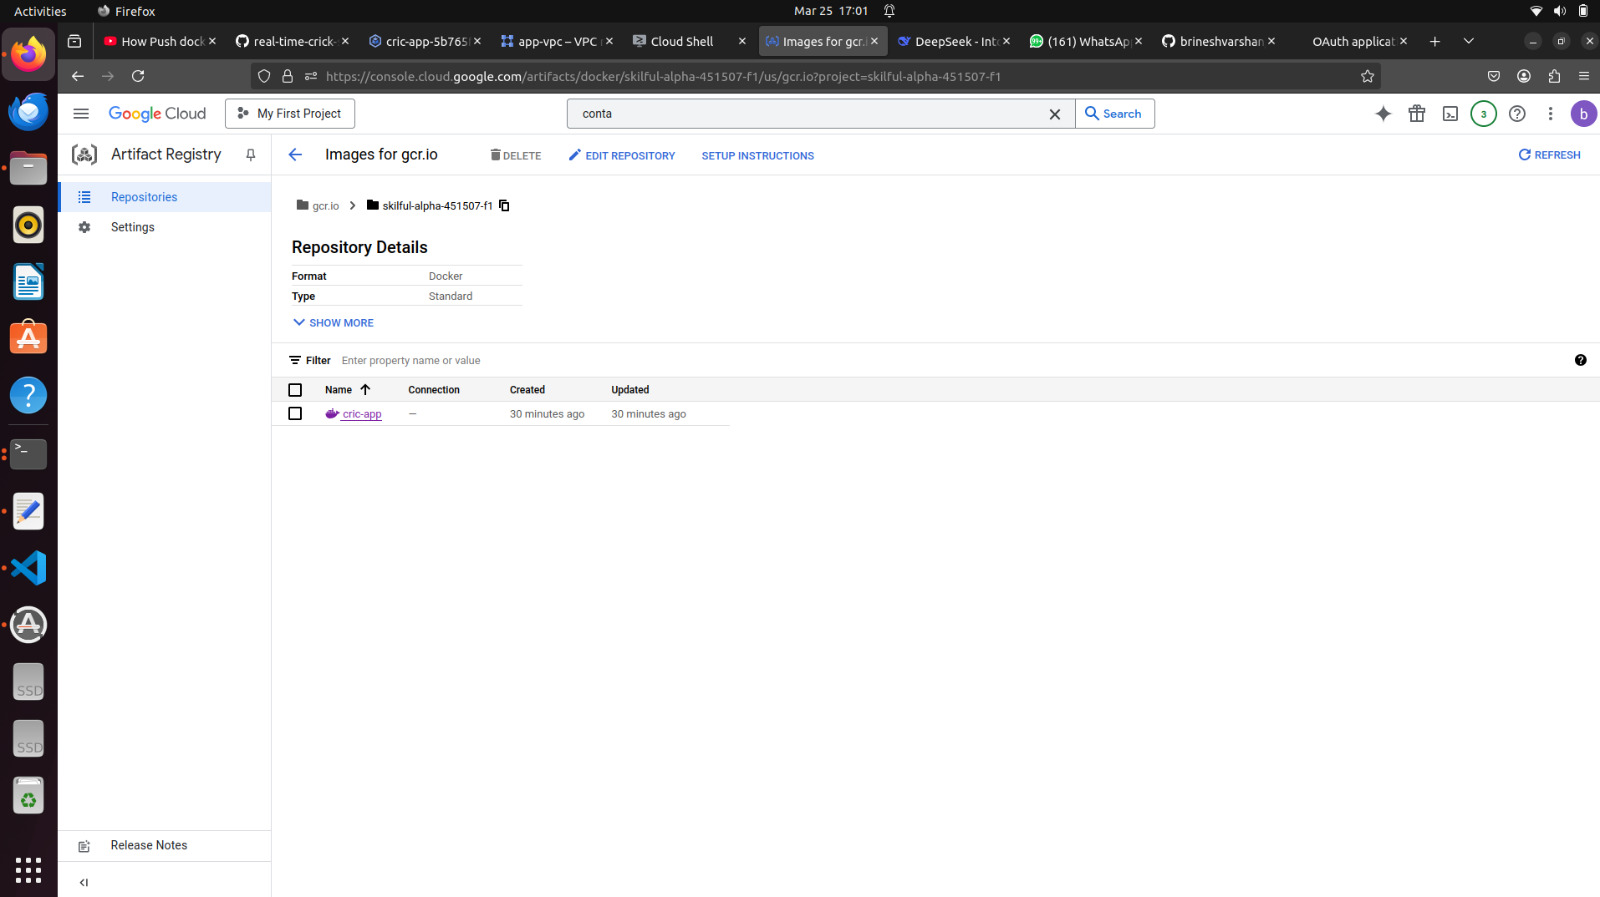 Activities
Firefox
Mar 25 17:01
How Push dock
real-time-crick-
cric-app-5b765
app-vpc – VPC
Cloud Shell
Images for gcr.
DeepSeek - Int
(161) WhatsAp
brineshvarshan
OAuth applicat
https://console.cloud.google.com/artifacts/docker/skilful-alpha-451507-f1/us/gcr.io?project=skilful-alpha-451507-f1
Google Cloud
My First Project
conta
Search
3
b
Artifact Registry
Images for gcr.io
DELETE
EDIT REPOSITORY
SETUP INSTRUCTIONS
REFRESH
Repositories
Settings
gcr.io
skilful-alpha-451507-f1
Repository Details
Format Docker
Type Standard
SHOW MORE
Filter Enter property name or value
Name Connection Created Updated
cric-app – 30 minutes ago 30 minutes ago
SSD
SSD
Release Notes